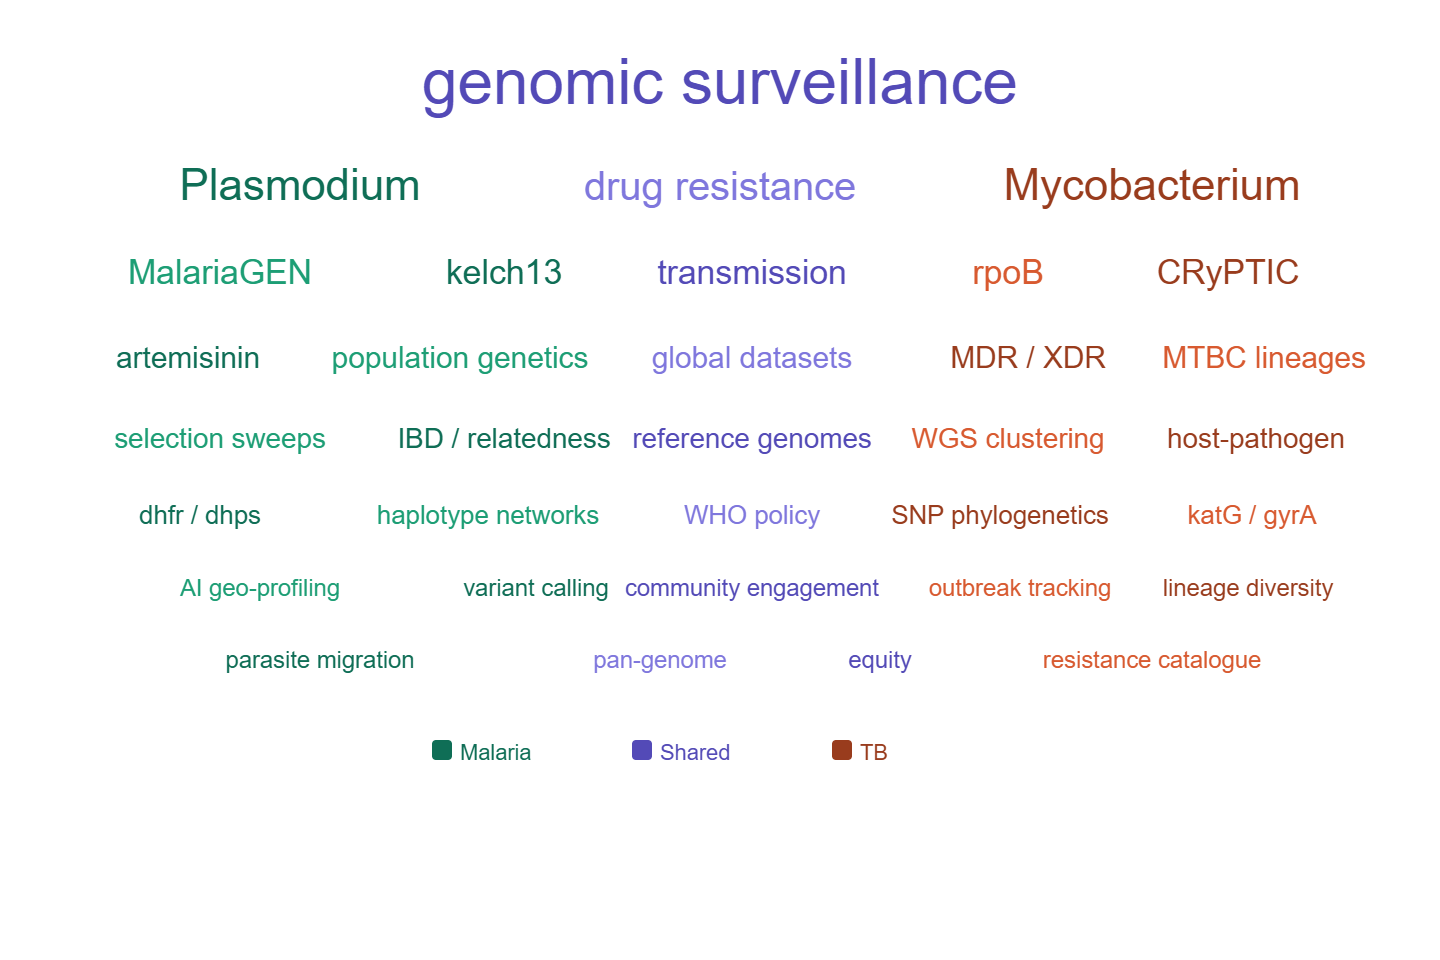 genomic surveillance
Plasmodium drug resistance Mycobacterium
MalariaGEN kelch13 transmission rpoB CRyPTIC
artemisinin population genetics global datasets MDR / XDR MTBC lineages
selection sweeps IBD / relatedness reference genomes WGS clustering host-pathogen
dhfr / dhps haplotype networks WHO policy SNP phylogenetics katG / gyrA
AI geo-profiling variant calling community engagement outbreak tracking lineage diversity
parasite migration pan-genome equity resistance catalogue
Malaria Shared TB